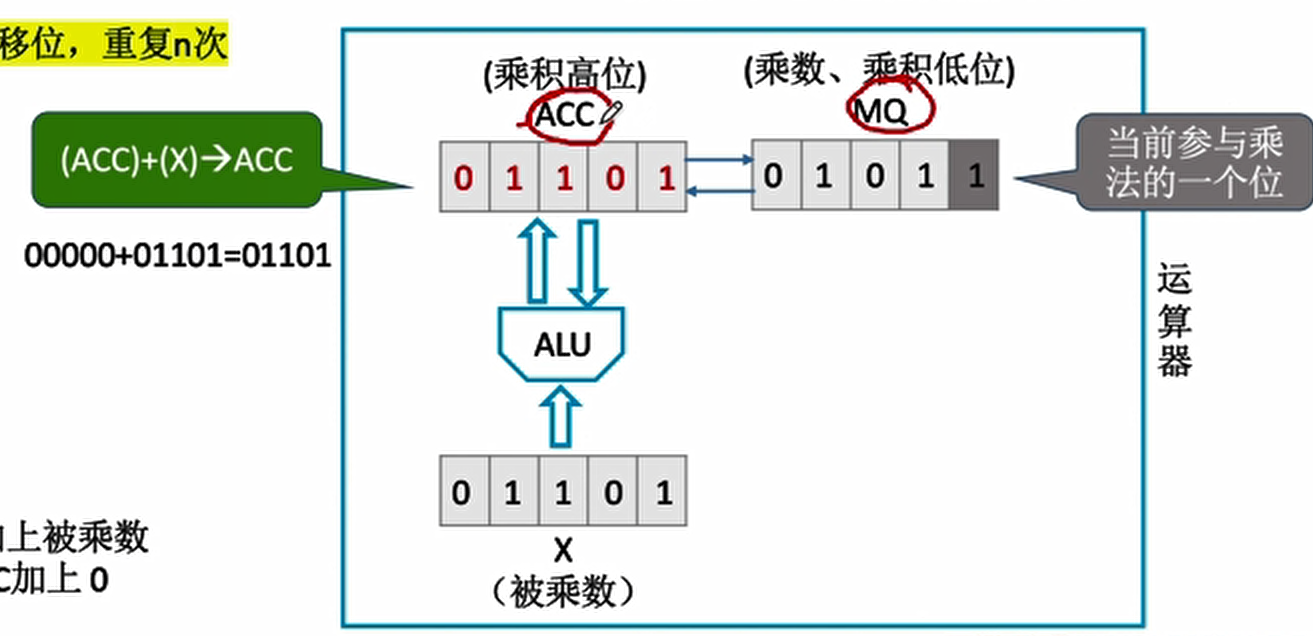 移位，重复n次
(乘积高位)
(乘数、乘积低位)
ACC
MQ
(ACC)+(X)→ACC
0 1 1 0 1
0 1 0 1 1
当前参与乘
法的一个位
00000+01101=01101
运
算
器
ALU
0 1 1 0 1
上被乘数
X
C加上 0
（被乘数）